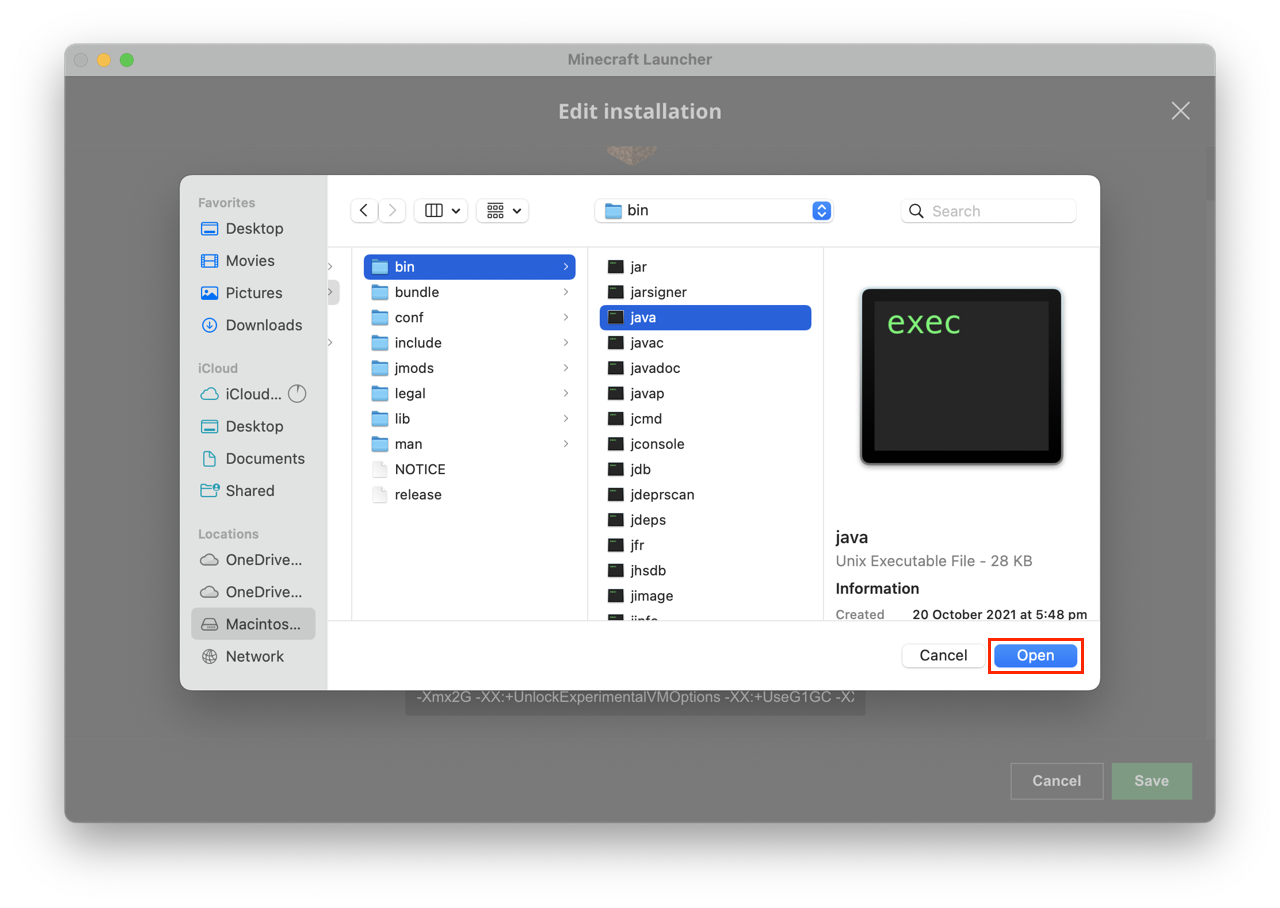 Minecraft Launcher
Edit installation
Favorites
Desktop
Movies
Pictures
Downloads
iCloud
iCloud...
Desktop
Documents
Shared
Locations
OneDrive...
OneDrive...
Macintos...
Network
bin
Search
bin
bundle
conf
include
jmods
legal
lib
man
NOTICE
release
jar
jarsigner
java
javac
javadoc
javap
jcmd
jconsole
jdb
jdeprscan
jdeps
jfr
jhsdb
jimage
jinfo
exec
java
Unix Executable File - 28 KB
Information
Created 20 October 2021 at 5:48 pm
Cancel Open
-Xmx2G -XX:+UnlockExperimentalVMOptions -XX:+UseG1GC -X
Cancel Save